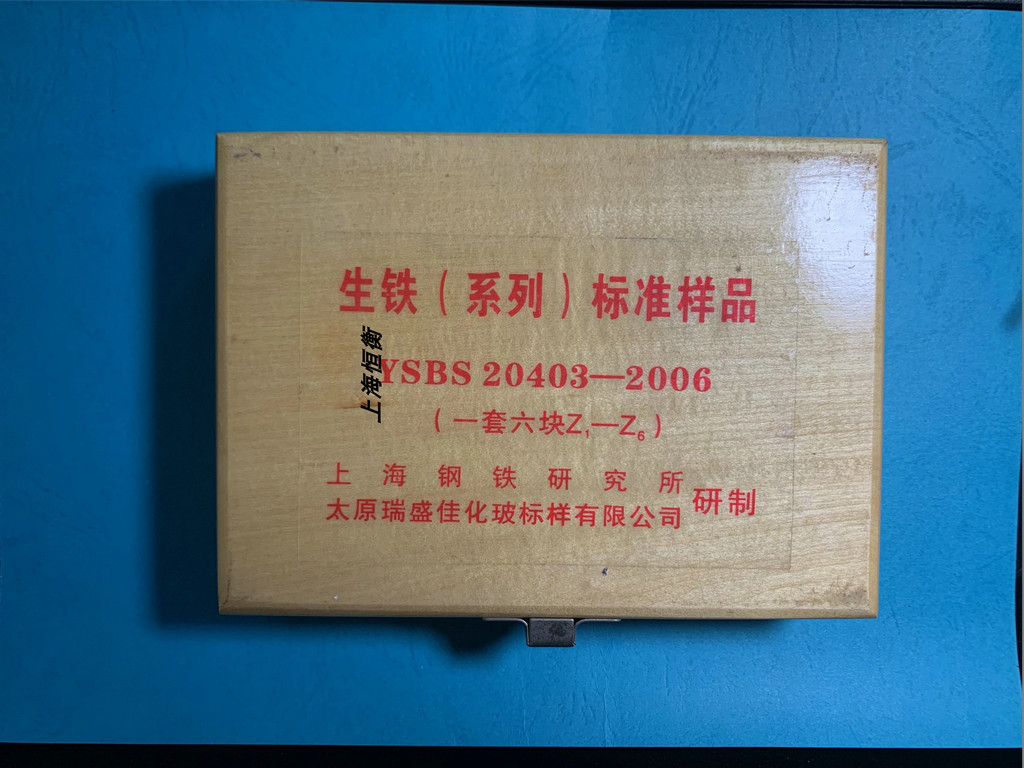 生铁（系列）标准样品
YSBS 20403—2006
（一套六块Z₁—Z₆）
上海钢铁研究所
太原瑞盛佳化玻标样有限公司
研制
上海恒衡